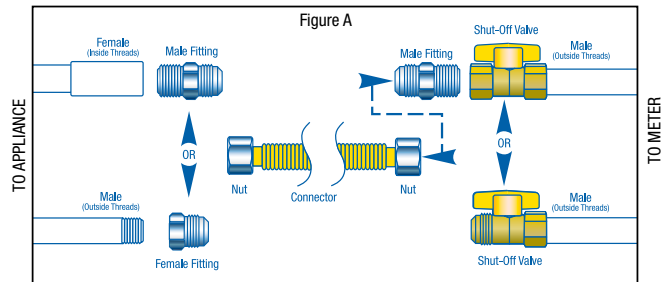 Figure A
Female
(Inside Threads)
Male Fitting
Male Fitting
Shut-Off Valve
Male
(Outside Threads)
TO APPLIANCE
OR
Nut
Connector
Nut
OR
TO METER
Male
(Outside Threads)
Female Fitting
Male
(Outside Threads)
Shut-Off Valve